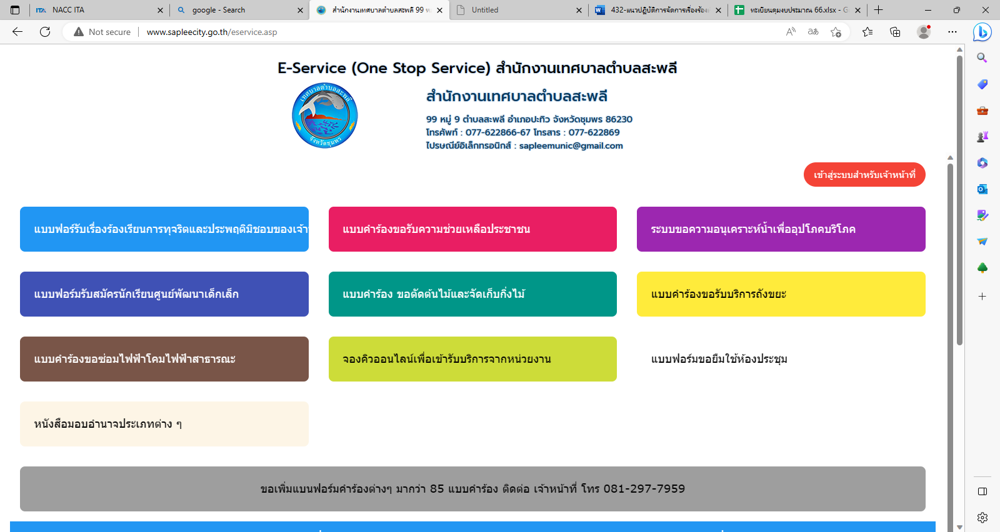 NACC ITA
google - Search
สำนักงานเทศบาลตำบลสะพลี 99 ห
Untitled
432-แนวปฏิบัติการจัดการเรื่องร้อง
ทะเบียนคุมงบประมาณ 66.xlsx - G
Not secure
www.sapleecity.go.th/eservice.asp
E-Service (One Stop Service) สำนักงานเทศบาลตำบลสะพลี
เทศบาลตำบลสะพลี
จังหวัดชุมพร
สำนักงานเทศบาลตำบลสะพลี
99 หมู่ 9 ตำบลสะพลี อำเภอปะทิว จังหวัดชุมพร 86230
โทรศัพท์ : 077-622866-67 โทรสาร : 077-622869
ไปรษณีย์อิเล็กทรอนิกส์ : sapleemunic@gmail.com
เข้าสู่ระบบสำหรับเจ้าหน้าที่
แบบฟอร์รับเรื่องร้องเรียนการทุจริตและประพฤติมิชอบของเจ้า
แบบคำร้องขอรับความช่วยเหลือประชาชน
ระบบขอความอนุเคราะห์น้ำเพื่ออุปโภคบริโภค
แบบฟอร์มรับสมัครนักเรียนศูนย์พัฒนาเด็กเล็ก
แบบคำร้อง ขอตัดต้นไม้และจัดเก็บกิ่งไม้
แบบคำร้องขอรับบริการถังขยะ
แบบคำร้องขอซ่อมไฟฟ้าโคมไฟฟ้าสาธารณะ
จองคิวออนไลน์เพื่อเข้ารับบริการจากหน่วยงาน
แบบฟอร์มขอยืมใช้ห้องประชุม
หนังสือมอบอำนาจประเภทต่าง ๆ
ขอเพิ่มแบนฟอร์มคำร้องต่างๆ มากว่า 85 แบบคำร้อง ติดต่อ เจ้าหน้าที่ โทร 081-297-7959